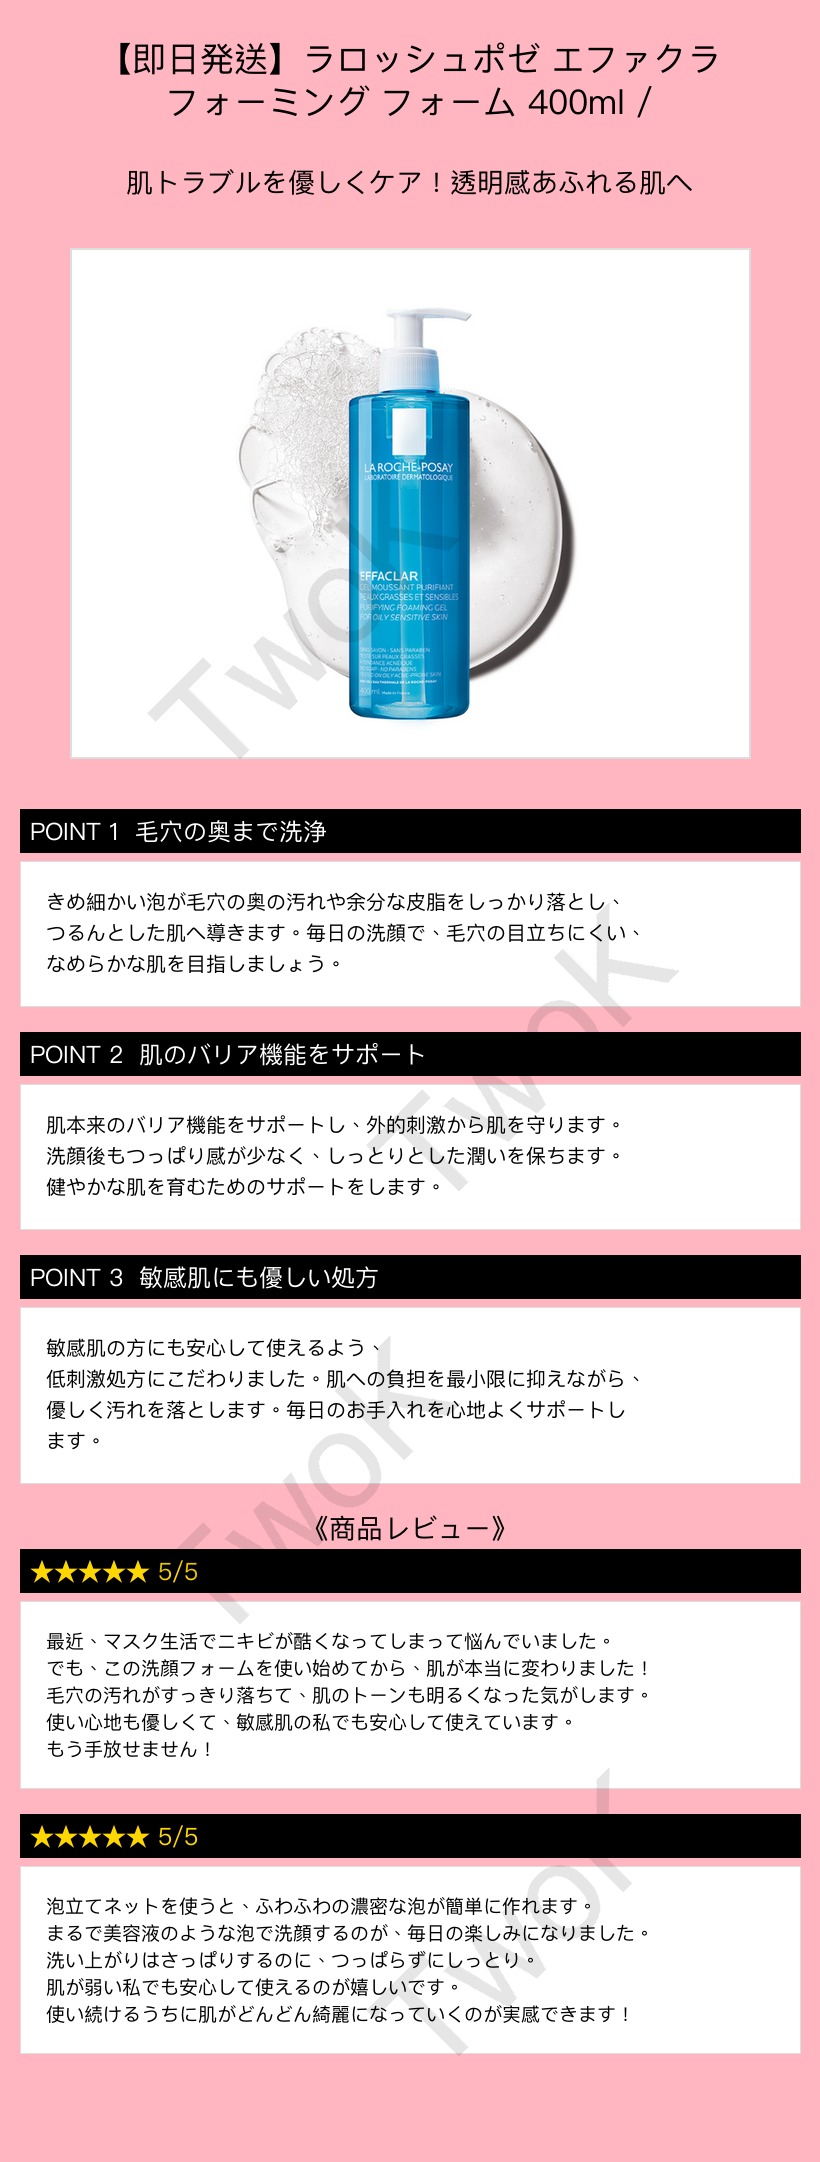 【即日発送】ラロッシュポゼ エファクラ
フォーミング フォーム 400ml /
肌トラブルを優しくケア！透明感あふれる肌へ
LA ROCHE-POSAY
LABORATOIRE DERMATOLOGIQUE
EFFACLAR
GEL MOUSSANT PURIFIANT
PEAUX GRASSES ET SENSIBLES
PURIFYING FOAMING GEL
FOR OILY SENSITIVE SKIN
SANS SAVON - SANS PARABEN
TESTÉ SUR PEAUX GRASSES
À TENDANCE ACNÉIQUE
NO SOAP - NO PARABENS
TESTED ON OILY ACNE-PRONE SKIN
400 ml Made in France
TwoK
POINT 1 毛穴の奥まで洗浄
きめ細かい泡が毛穴の奥の汚れや余分な皮脂をしっかり落とし、
つるんとした肌へ導きます。毎日の洗顔で、毛穴の目立ちにくい、
なめらかな肌を目指しましょう。
TwoK
POINT 2 肌のバリア機能をサポート
肌本来のバリア機能をサポートし、外的刺激から肌を守ります。
洗顔後もつっぱり感が少なく、しっとりとした潤いを保ちます。
健やかな肌を育むためのサポートをします。
POINT 3 敏感肌にも優しい処方
敏感肌の方にも安心して使えるよう、
低刺激処方にこだわりました。肌への負担を最小限に抑えながら、
優しく汚れを落とします。毎日のお手入れを心地よくサポートし
ます。
TwoK
《商品レビュー》
★★★★★ 5/5
最近、マスク生活でニキビが酷くなってしまって悩んでいました。
でも、この洗顔フォームを使い始めてから、肌が本当に変わりました！
毛穴の汚れがすっきり落ちて、肌のトーンも明るくなった気がします。
使い心地も優しくて、敏感肌の私でも安心して使えています。
もう手放せません！
★★★★★ 5/5
泡立てネットを使うと、ふわふわの濃密な泡が簡単に作れます。
まるで美容液のような泡で洗顔するのが、毎日の楽しみになりました。
洗い上がりはさっぱりするのに、つっぱらずにしっとり。
肌が弱い私でも安心して使えるのが嬉しいです。
使い続けるうちに肌がどんどん綺麗になっていくのが実感できます！
TwoK